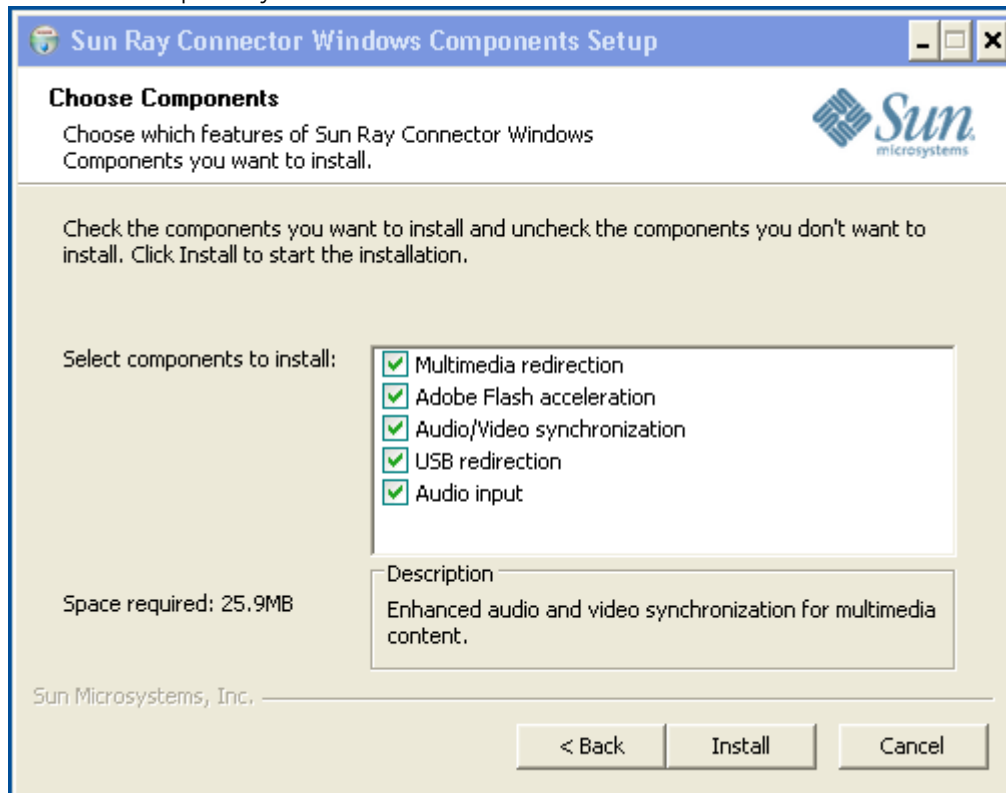 Sun Ray Connector Windows Components Setup
Choose Components
Choose which features of Sun Ray Connector Windows
Components you want to install.
Sun
microsystems
Check the components you want to install and uncheck the components you don't want to
install. Click Install to start the installation.
Select components to install:
Multimedia redirection
Adobe Flash acceleration
Audio/Video synchronization
USB redirection
Audio input
Space required: 25.9MB
Description
Enhanced audio and video synchronization for multimedia
content.
Sun Microsystems, Inc.
< Back
Install
Cancel